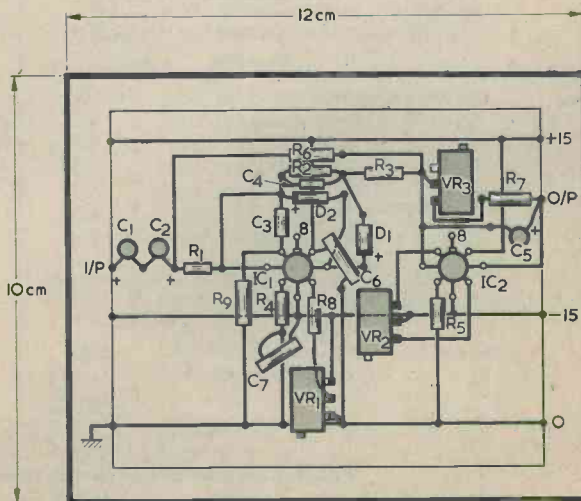 12cm
10cm
+15
R6
R2
C4
R3
VR3
R7
O/P
D2
C1
C2
C3
8
D1
8
C5
I/P
R1
IC1
C6
IC2
R9
R4
R8
-15
VR2
R5
C7
VR1
0